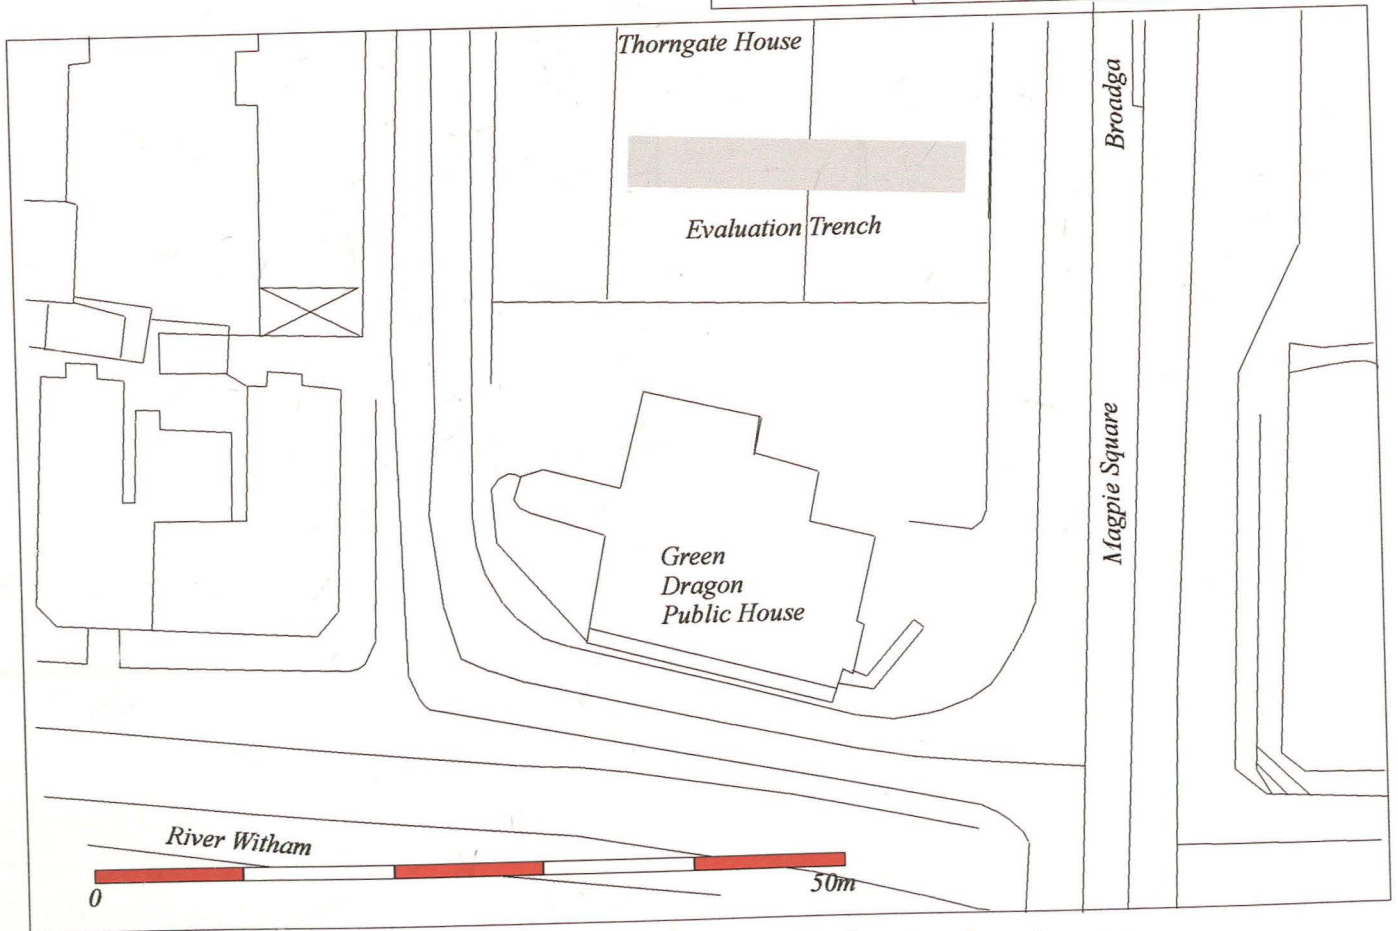 Thorngate House
Broadga
Evaluation Trench
Magpie Square
Green
Dragon
Public House
River Witham
0
50m